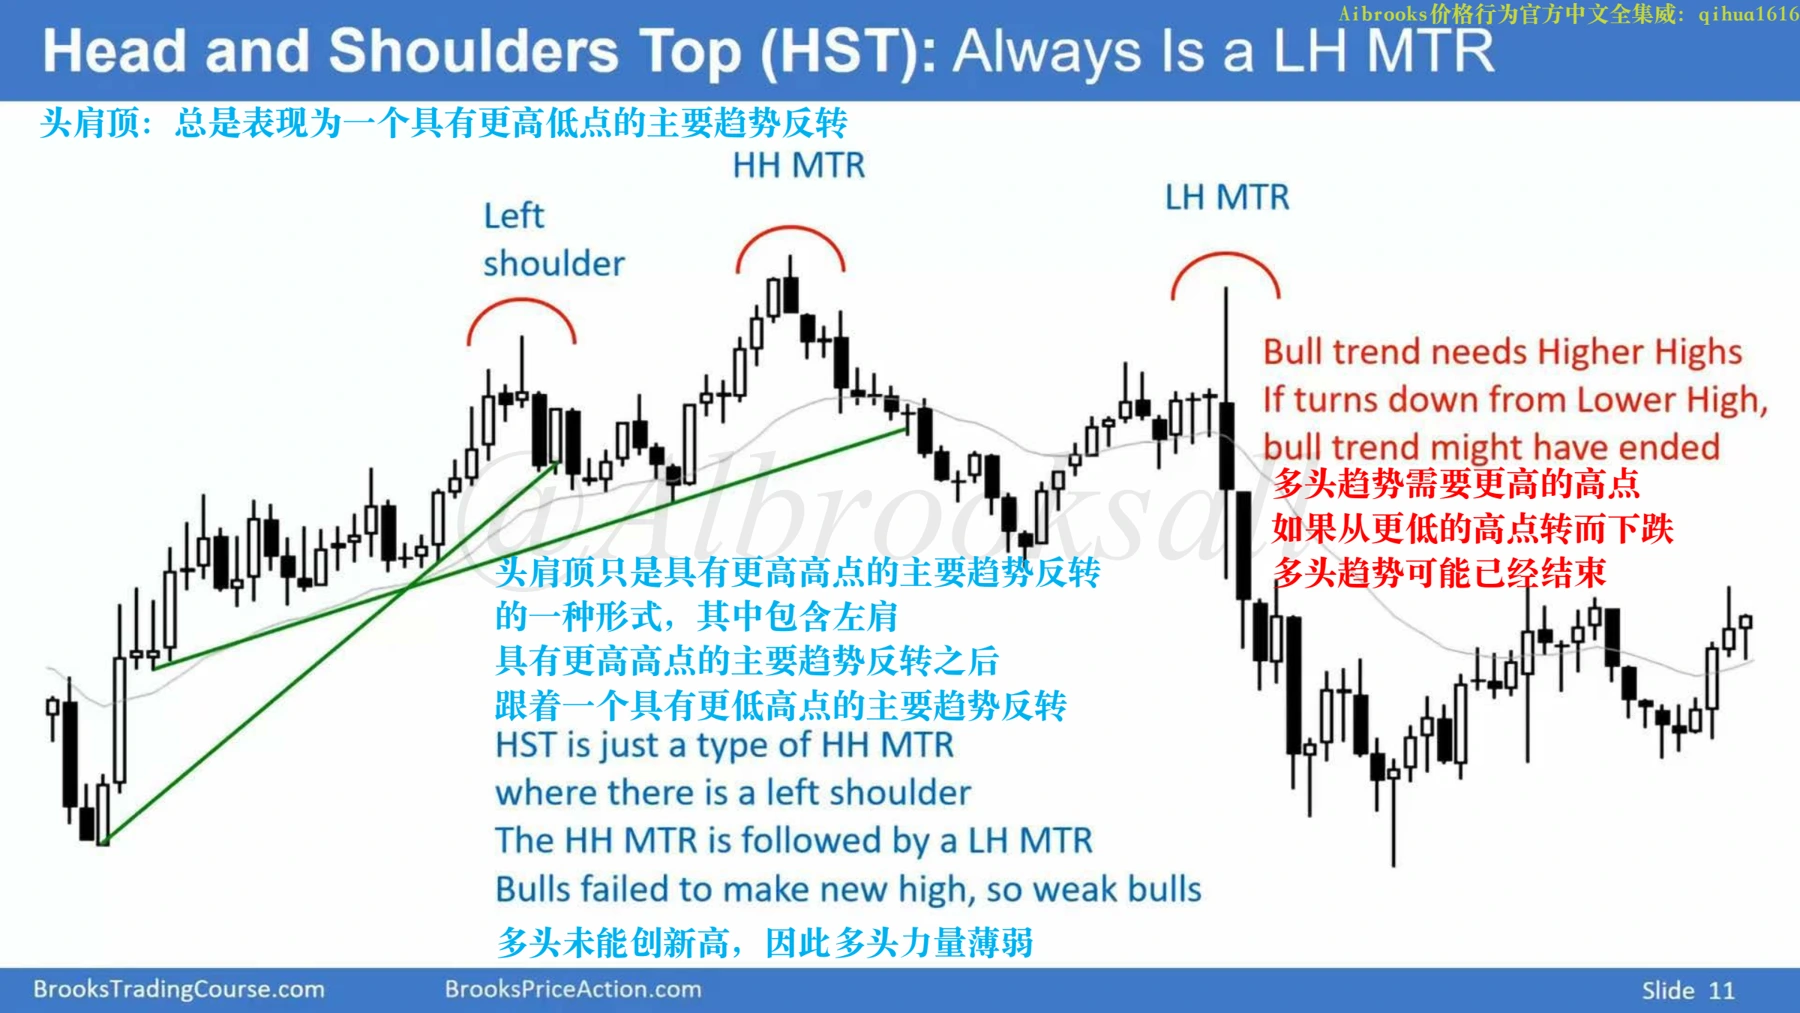 Aibrooks价格行为官方中文全集威：qihua1616
Head and Shoulders Top (HST): Always Is a LH MTR
头肩顶：总是表现为一个具有更高低点的主要趋势反转
HH MTR
LH MTR
Left
shoulder
Bull trend needs Higher Highs
If turns down from Lower High,
bull trend might have ended
多头趋势需要更高的高点
如果从更低的高点转而下跌
多头趋势可能已经结束
@Albrooksall
头肩顶只是具有更高高点的主要趋势反转
的一种形式，其中包含左肩
具有更高高点的主要趋势反转之后
跟着一个具有更低高点的主要趋势反转
HST is just a type of HH MTR
where there is a left shoulder
The HH MTR is followed by a LH MTR
Bulls failed to make new high, so weak bulls
多头未能创新高，因此多头力量薄弱
BrooksTradingCourse.com
BrooksPriceAction.com
Slide 11